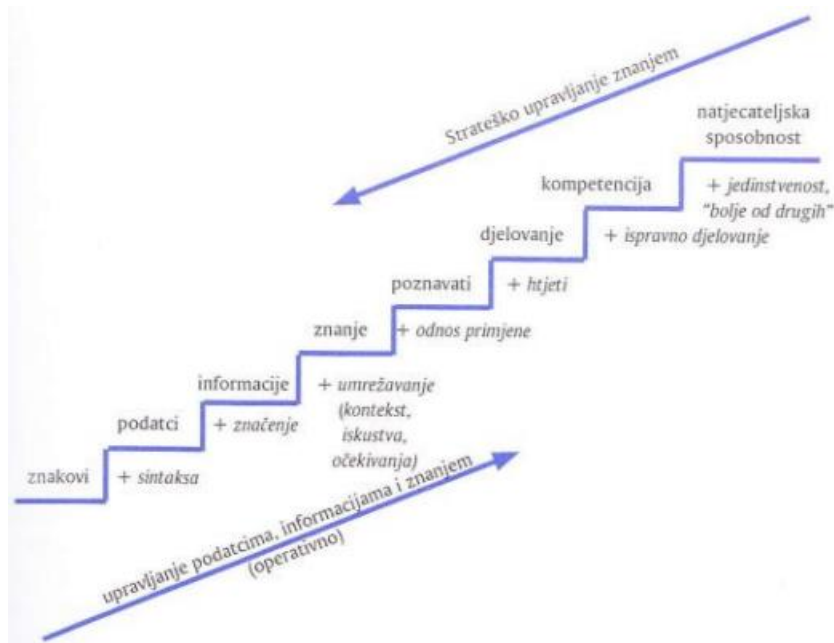 Strateško upravljanje znanjem
natjecateljska
sposobnost
kompetencija
+ jedinstvenost,
"bolje od drugih"
djelovanje
+ ispravno djelovanje
poznavati
+ htjeti
znanje
+ odnos primjene
informacije
+ umrežavanje
(kontekst,
iskustva,
očekivanja)
podatci
+ značenje
znakovi
+ sintaksa
upravljanje podatcima, informacijama i znanjem
(operativno)